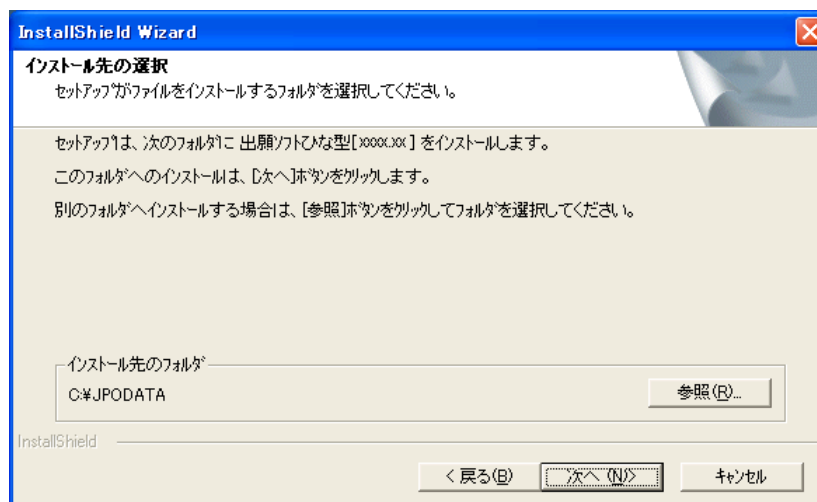 InstallShield Wizard
インストール先の選択
セットアップがファイルをインストールするフォルダを選択してください。
セットアップは、次のフォルダに 出願ソフトひな型[xxxx.xx] をインストールします。
このフォルダへのインストールは、[次へ]ボタンをクリックします。
別のフォルダへインストールする場合は、[参照]ボタンをクリックしてフォルダを選択してください。
インストール先のフォルダ
C:¥JPODATA
参照(R)...
InstallShield
< 戻る(B) 次へ (N)> キャンセル